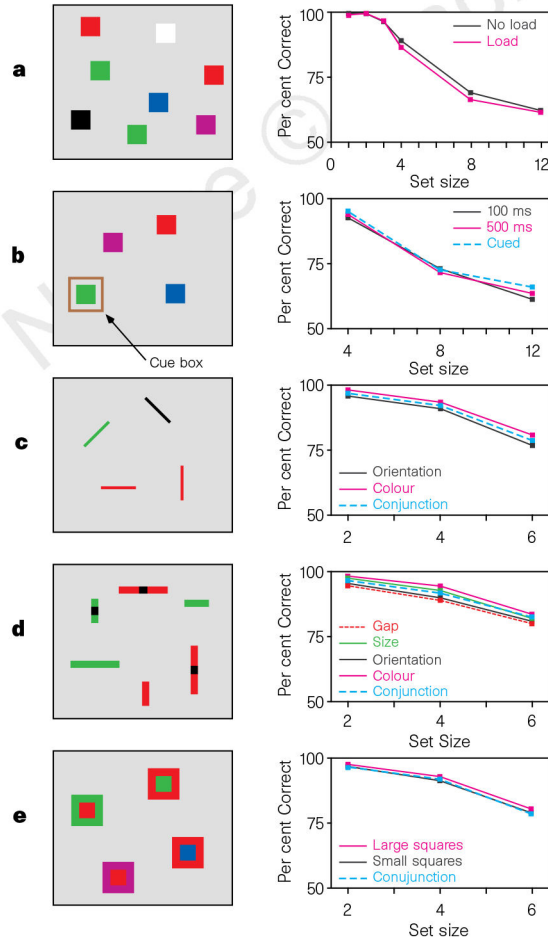 a
100
75
50
Per cent Correct
No load
Load
0
4
8
12
Set size
b
Cue box
100
75
50
Per cent Correct
100 ms
500 ms
Cued
4
8
12
Set size
c
100
75
50
Per cent Correct
Orientation
Colour
Conjunction
2
4
6
Set size
d
100
75
50
Per cent Correct
Gap
Size
Orientation
Colour
Conjunction
2
4
6
Set Size
e
100
75
50
Per cent Correct
Large squares
Small squares
Conujunction
2
4
6
Set size